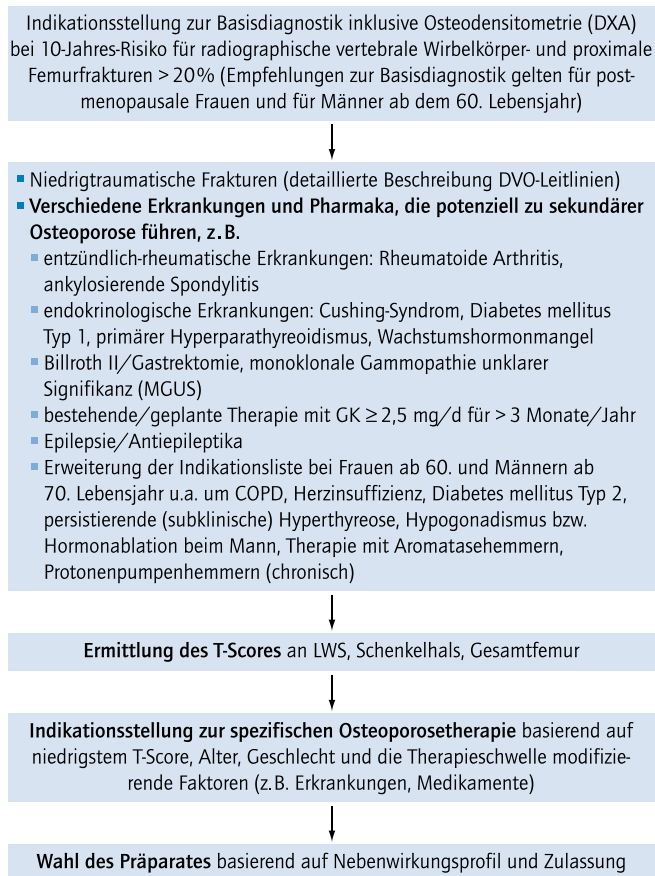 Indikationsstellung zur Basisdiagnostik inklusive Osteodensitometrie (DXA)
bei 10-Jahres-Risiko für radiographische vertebrale Wirbelkörper- und proximale
Femurfrakturen > 20% (Empfehlungen zur Basisdiagnostik gelten für post-
menopausale Frauen und für Männer ab dem 60. Lebensjahr)
Niedrigtraumatische Frakturen (detaillierte Beschreibung DVO-Leitlinien)
Verschiedene Erkrankungen und Pharmaka, die potenziell zu sekundärer
Osteoporose führen, z.B.
entzündlich-rheumatische Erkrankungen: Rheumatoide Arthritis,
ankylosierende Spondylitis
endokrinologische Erkrankungen: Cushing-Syndrom, Diabetes mellitus
Typ 1, primärer Hyperparathyreoidismus, Wachstumshormonmangel
Billroth II/Gastrektomie, monoklonale Gammopathie unklarer
Signifikanz (MGUS)
bestehende/geplante Therapie mit GK ≥ 2,5 mg/d für > 3 Monate/Jahr
Epilepsie/Antiepileptika
Erweiterung der Indikationsliste bei Frauen ab 60. und Männern ab
70. Lebensjahr u.a. um COPD, Herzinsuffizienz, Diabetes mellitus Typ 2,
persistierende (subklinische) Hyperthyreose, Hypogonadismus bzw.
Hormonablation beim Mann, Therapie mit Aromatasehemmern,
Protonenpumpenhemmern (chronisch)
Ermittlung des T-Scores an LWS, Schenkelhals, Gesamtfemur
Indikationsstellung zur spezifischen Osteoporosetherapie basierend auf
niedrigstem T-Score, Alter, Geschlecht und die Therapieschwelle modifizie-
rende Faktoren (z.B. Erkrankungen, Medikamente)
Wahl des Präparates basierend auf Nebenwirkungsprofil und Zulassung